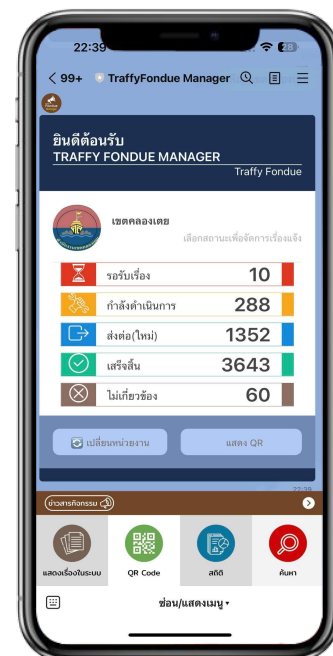 22:39
28
99+ TraffyFondue Manager
ยินดีต้อนรับ
TRAFFY FONDUE MANAGER
Traffy Fondue
เขตคลองเตย
เลือกสถานะเพื่อจัดการเรื่องแจ้ง
รอรับเรื่อง 10
กำลังดำเนินการ 288
ส่งต่อ(ใหม่) 1352
เสร็จสิ้น 3643
ไม่เกี่ยวข้อง 60
เปลี่ยนหน่วยงาน แสดง QR
22:39
ข่าวสารกิจกรรม
แสดงเรื่องในระบบ QR Code สถิติ ค้นหา
ซ่อน/แสดงเมนู